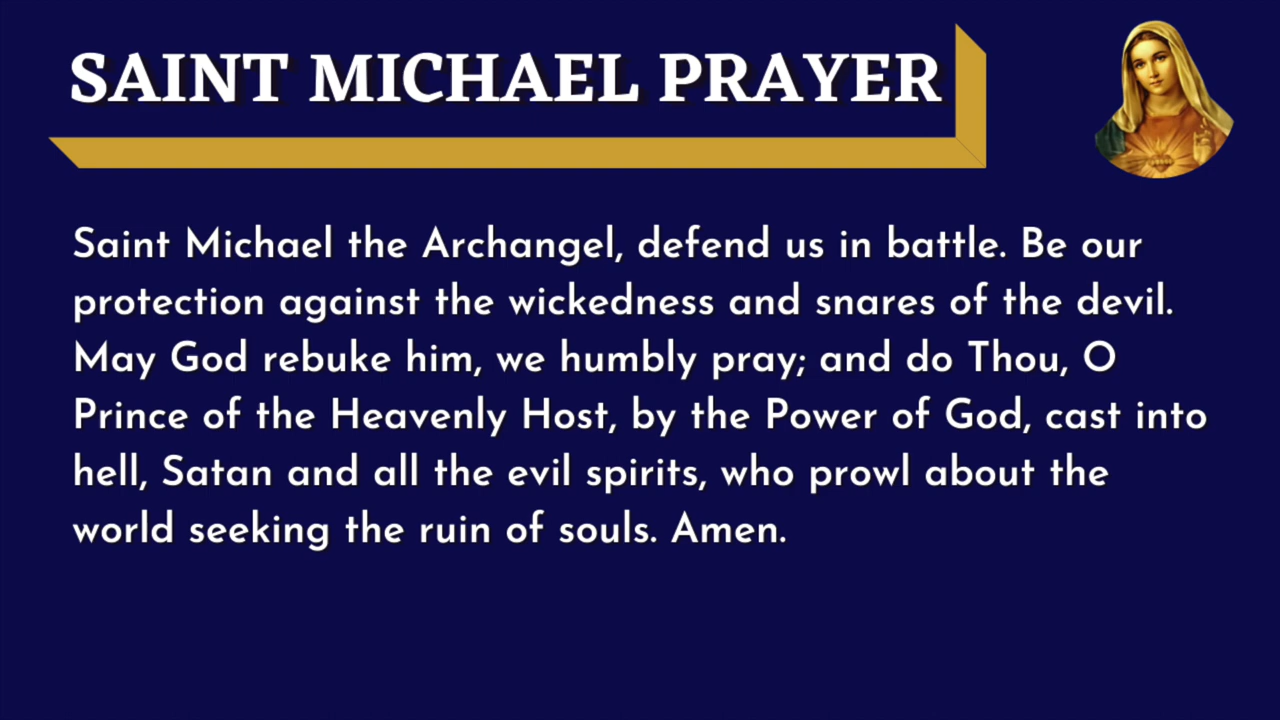 SAINT MICHAEL PRAYER
Saint Michael the Archangel, defend us in battle. Be our
protection against the wickedness and snares of the devil.
May God rebuke him, we humbly pray; and do Thou, O
Prince of the Heavenly Host, by the Power of God, cast into
hell, Satan and all the evil spirits, who prowl about the
world seeking the ruin of souls. Amen.